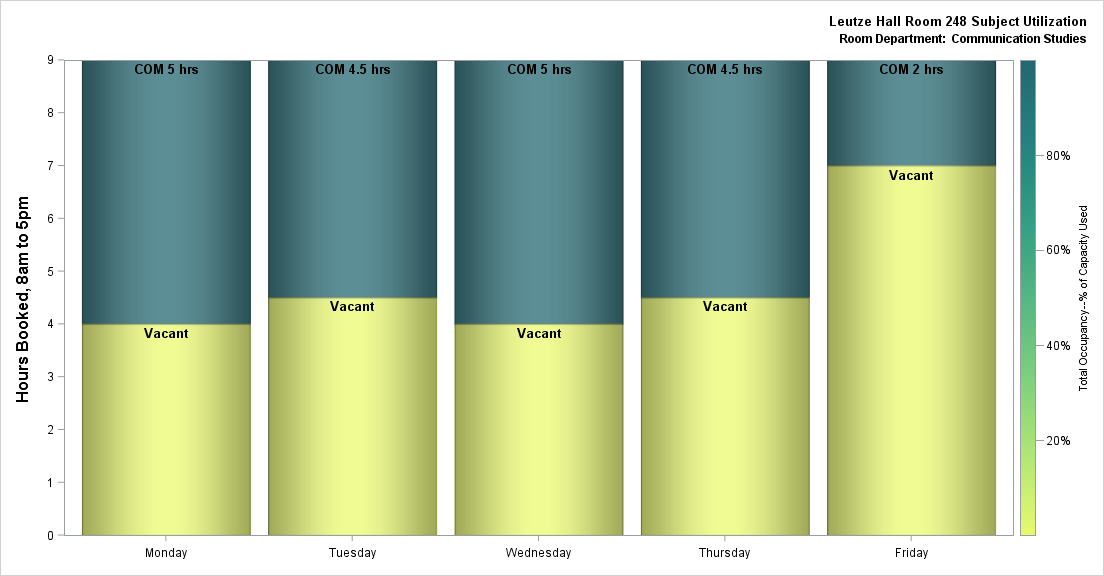 Leutze Hall Room 248 Subject Utilization
Room Department: Communication Studies
Hours Booked, 8am to 5pm
9
8
7
6
5
4
3
2
1
0
COM 5 hrs
Vacant
COM 4.5 hrs
Vacant
COM 5 hrs
Vacant
COM 4.5 hrs
Vacant
COM 2 hrs
Vacant
Monday
Tuesday
Wednesday
Thursday
Friday
80%
60%
40%
20%
Total Occupancy--% of Capacity Used